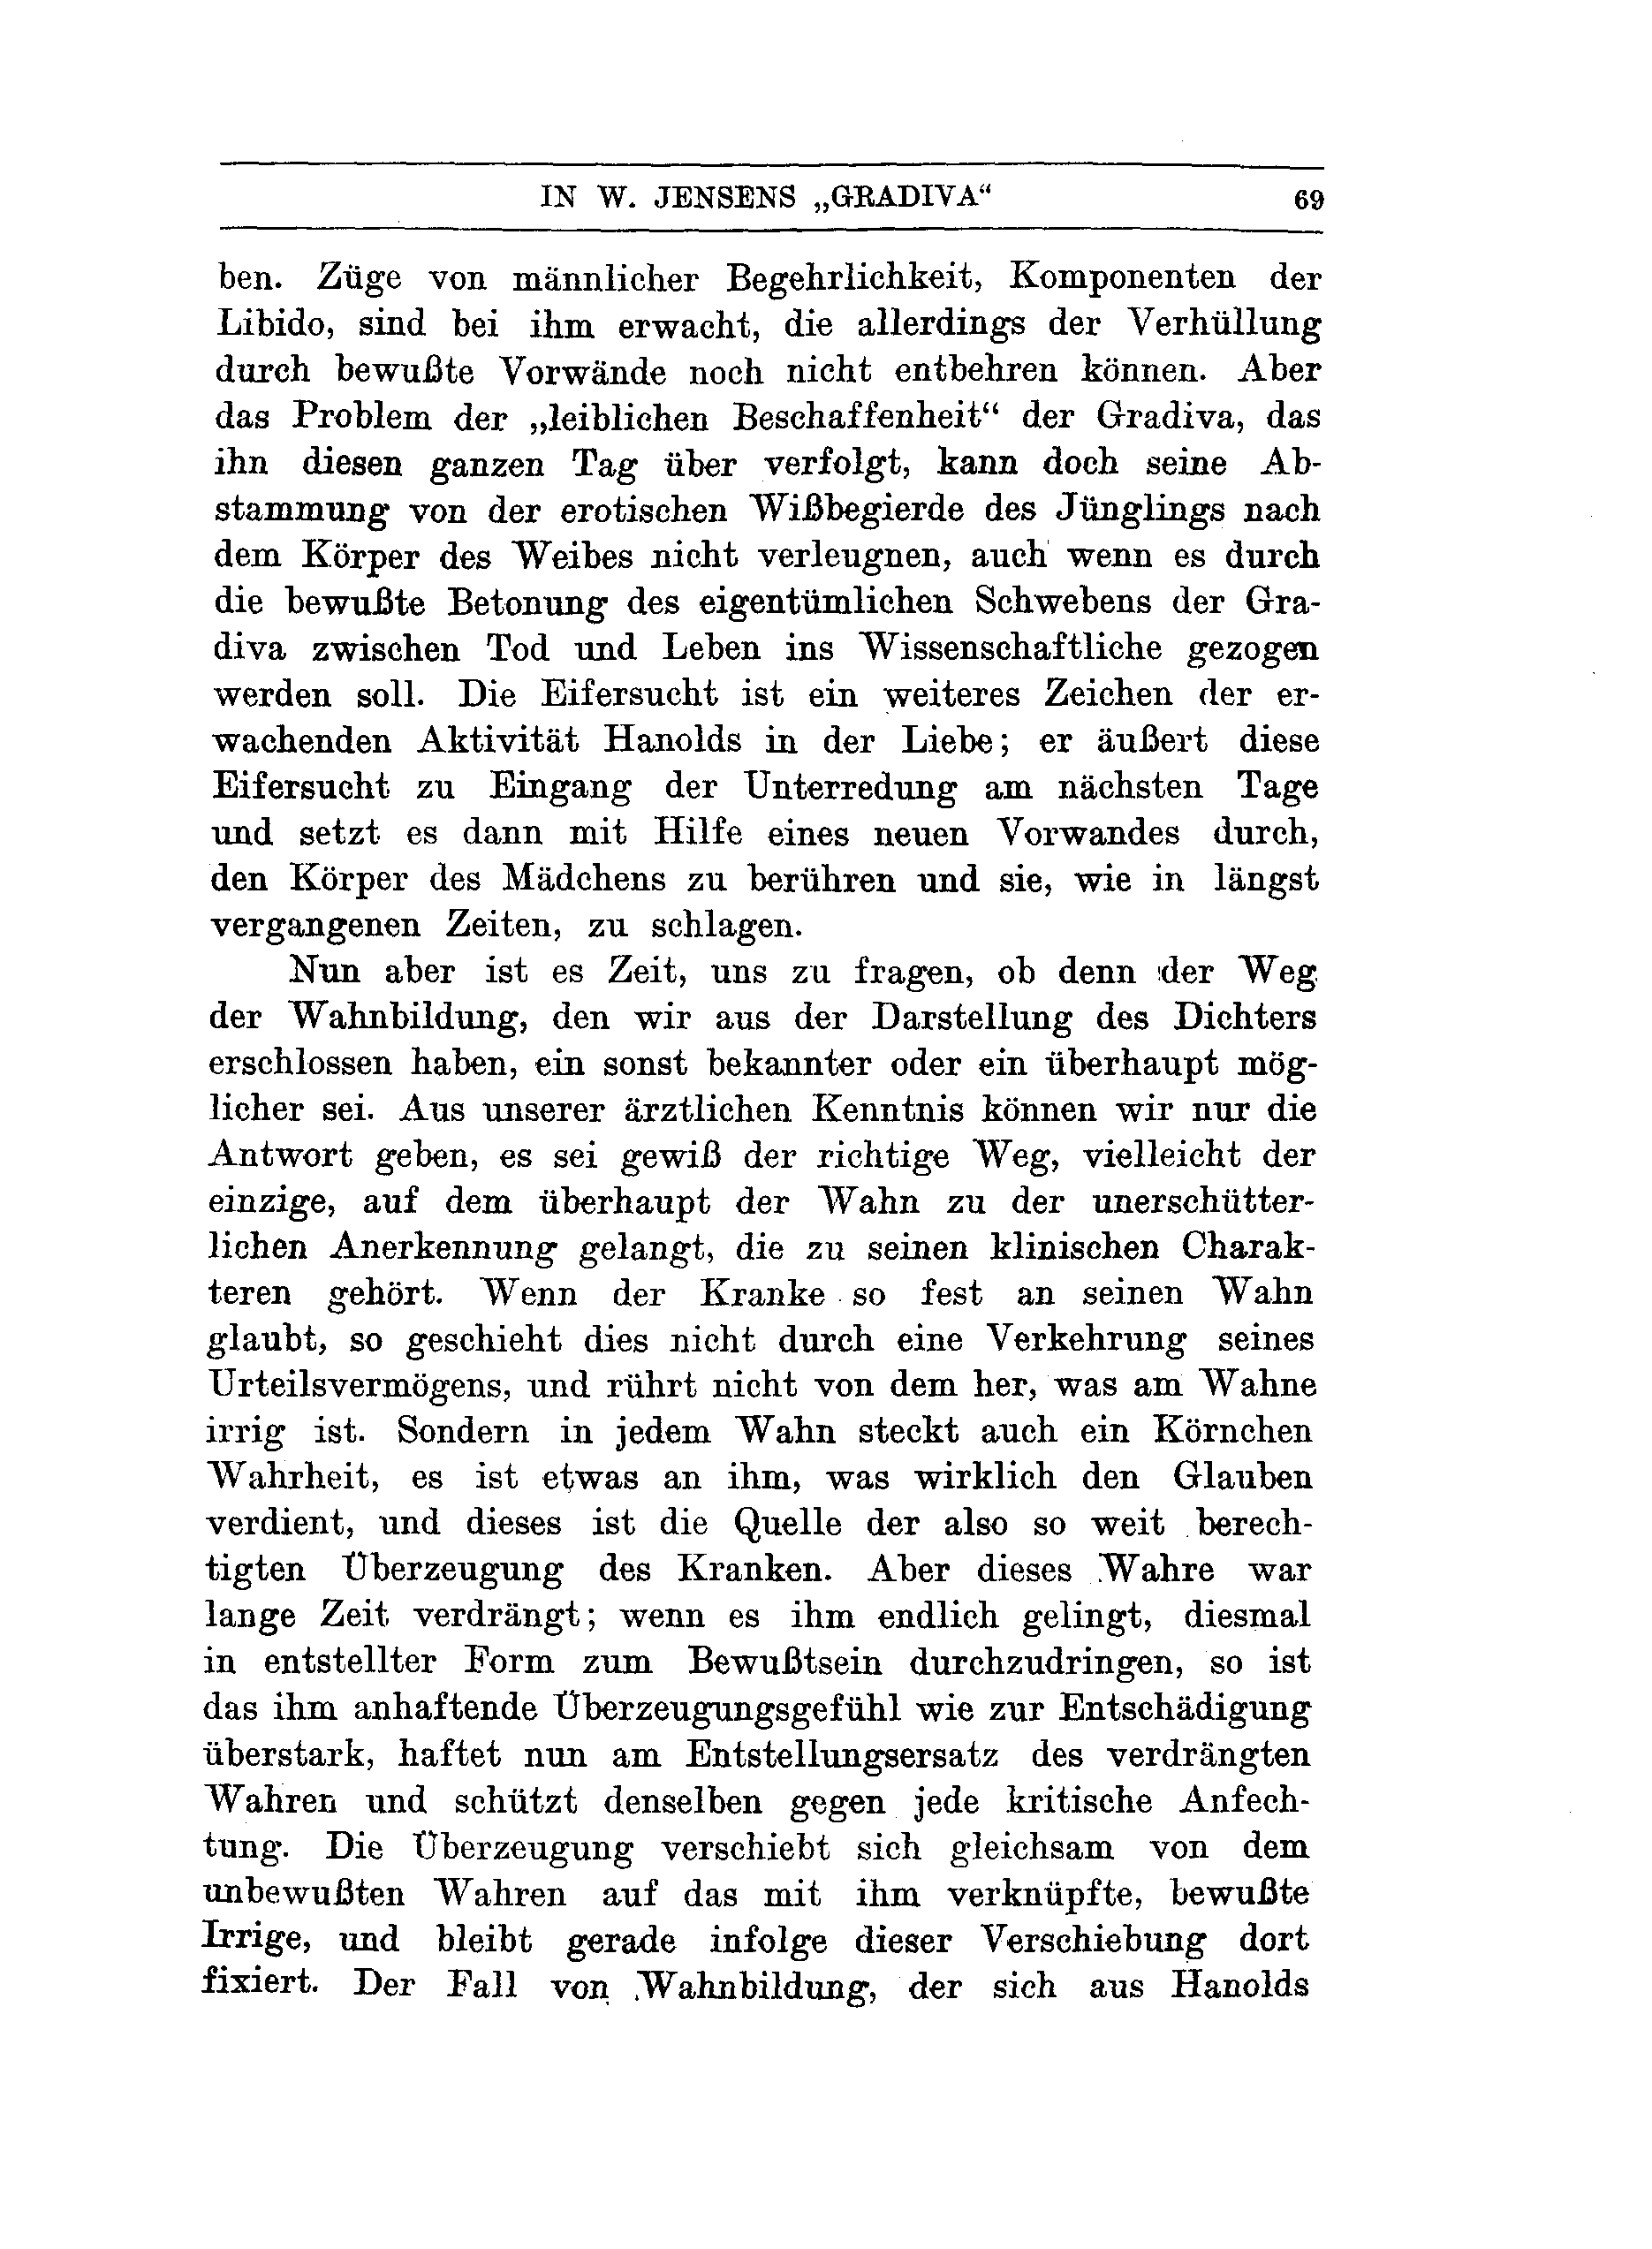 IN W. JENSENS „GRADIVA“ 69
ben. Züge von männlicher Begehrlichkeit, Komponenten der
Libido, sind bei ihm erwacht, die allerdings der Verhüllung
durch bewußte Vorwände noch nicht entbehren können. Aber
das Problem der „leiblichen Beschaffenheit“ der Gradiva, das
ihn diesen ganzen Tag über verfolgt, kann doch seine Ab-
stammung von der erotischen Wißbegierde des Jünglings nach
dem Körper des Weibes nicht verleugnen, auch wenn es durch
die bewußte Betonung des eigentümlichen Schwebens der Gra-
diva zwischen Tod und Leben ins Wissenschaftliche gezogen
werden soll. Die Eifersucht ist ein weiteres Zeichen der er-
wachenden Aktivität Hanolds in der Liebe; er äußert diese
Eifersucht zu Eingang der Unterredung am nächsten Tage
und setzt es dann mit Hilfe eines neuen Vorwandes durch,
den Körper des Mädchens zu berühren und sie, wie in längst
vergangenen Zeiten, zu schlagen.
Nun aber ist es Zeit, uns zu fragen, ob denn der Weg
der Wahnbildung, den wir aus der Darstellung des Dichters
erschlossen haben, ein sonst bekannter oder ein überhaupt mög-
licher sei. Aus unserer ärztlichen Kenntnis können wir nur die
Antwort geben, es sei gewiß der richtige Weg, vielleicht der
einzige, auf dem überhaupt der Wahn zu der unerschütter-
lichen Anerkennung gelangt, die zu seinen klinischen Charak-
teren gehört. Wenn der Kranke so fest an seinen Wahn
glaubt, so geschieht dies nicht durch eine Verkehrung seines
Urteilsvermögens, und rührt nicht von dem her, was am Wahne
irrig ist. Sondern in jedem Wahn steckt auch ein Körnchen
Wahrheit, es ist etwas an ihm, was wirklich den Glauben
verdient, und dieses ist die Quelle der also so weit berech-
tigten Überzeugung des Kranken. Aber dieses Wahre war
lange Zeit verdrängt; wenn es ihm endlich gelingt, diesmal
in entstellter Form zum Bewußtsein durchzudringen, so ist
das ihm anhaftende Überzeugungsgefühl wie zur Entschädigung
überstark, haftet nun am Entstellungsersatz des verdrängten
Wahren und schützt denselben gegen jede kritische Anfech-
tung. Die Überzeugung verschiebt sich gleichsam von dem
unbewußten Wahren auf das mit ihm verknüpfte, bewußte
Irrige, und bleibt gerade infolge dieser Verschiebung dort
fixiert. Der Fall von Wahnbildung, der sich aus Hanolds